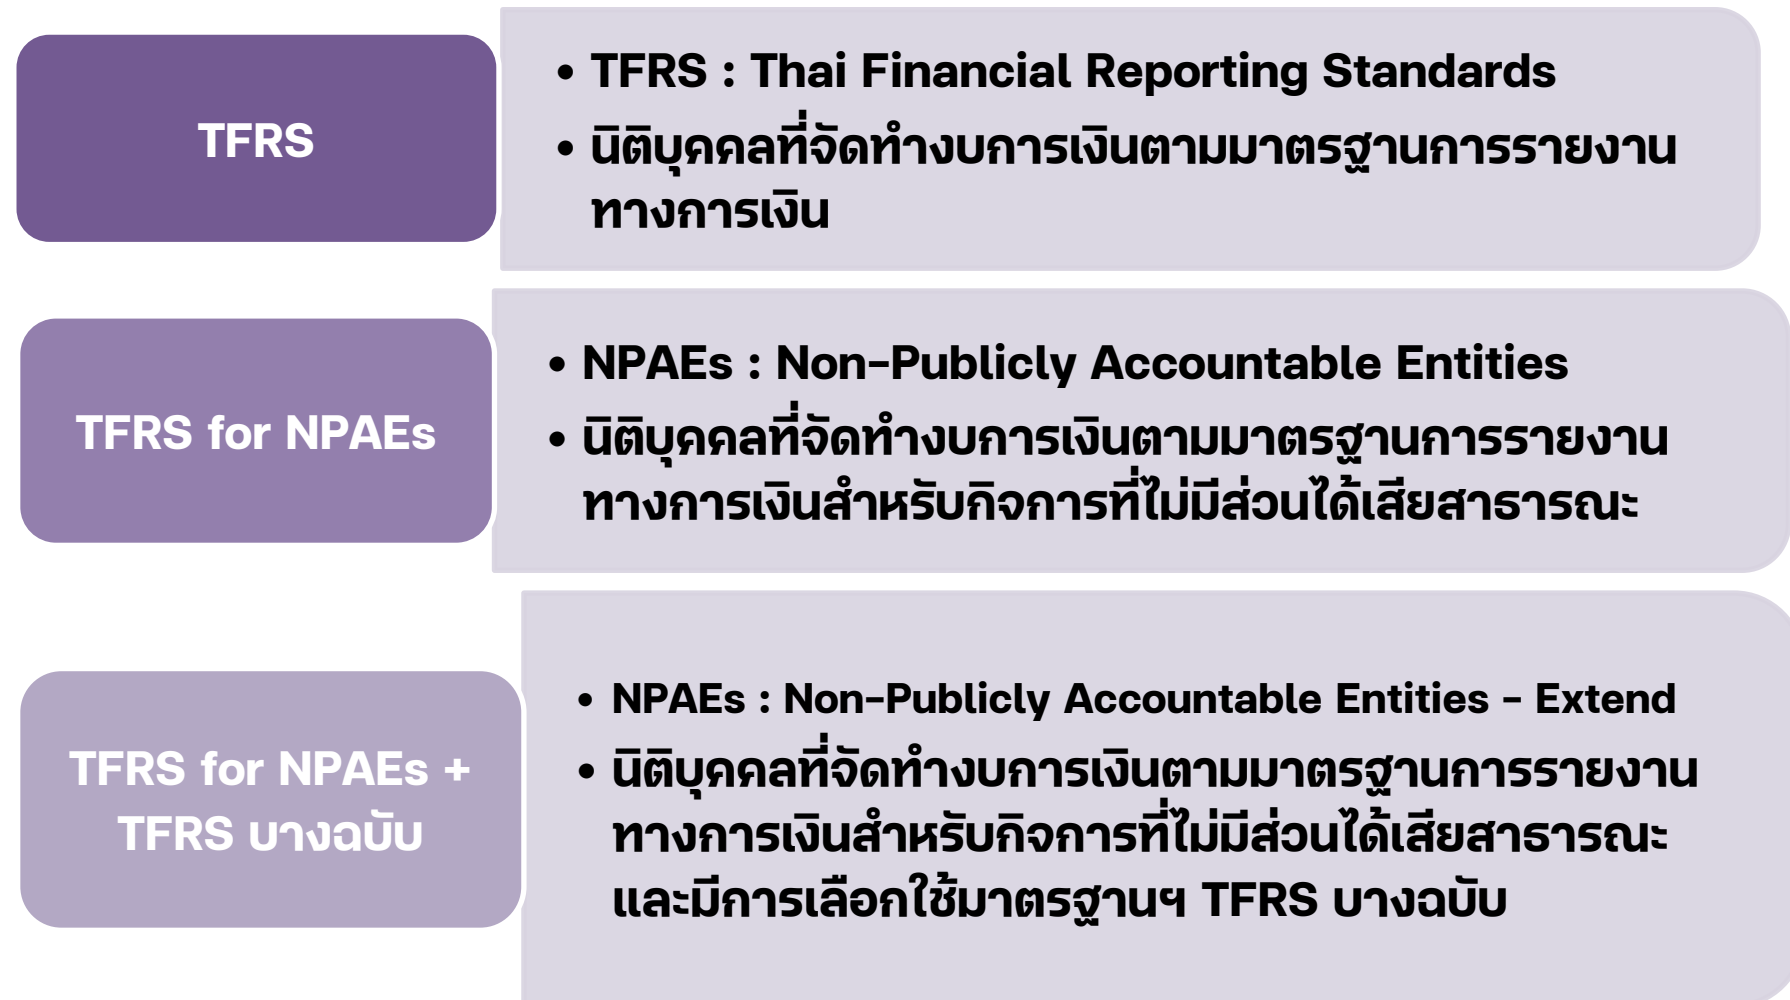 TFRS
• TFRS : Thai Financial Reporting Standards
• นิติบุคคลที่จัดทำงบการเงินตามมาตรฐานการรายงาน
ทางการเงิน
TFRS for NPAEs
• NPAEs : Non-Publicly Accountable Entities
• นิติบุคคลที่จัดทำงบการเงินตามมาตรฐานการรายงาน
ทางการเงินสำหรับกิจการที่ไม่มีส่วนได้เสียสาธารณะ
TFRS for NPAEs +
TFRS บางฉบับ
• NPAEs : Non-Publicly Accountable Entities - Extend
• นิติบุคคลที่จัดทำงบการเงินตามมาตรฐานการรายงาน
ทางการเงินสำหรับกิจการที่ไม่มีส่วนได้เสียสาธารณะ
และมีการเลือกใช้มาตรฐานฯ TFRS บางฉบับ